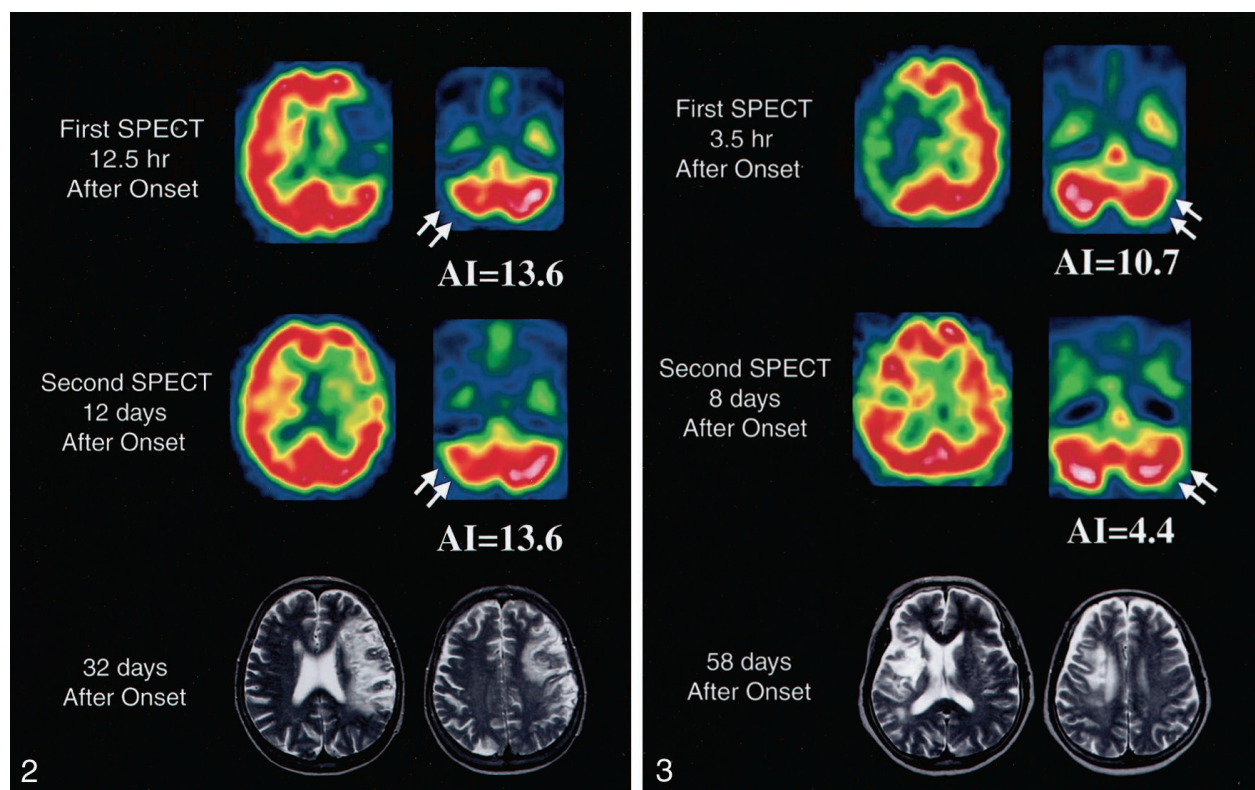 First SPECT
12.5 hr
After Onset
AI=13.6
Second SPECT
12 days
After Onset
AI=13.6
32 days
After Onset
2
First SPECT
3.5 hr
After Onset
AI=10.7
Second SPECT
8 days
After Onset
AI=4.4
58 days
After Onset
3